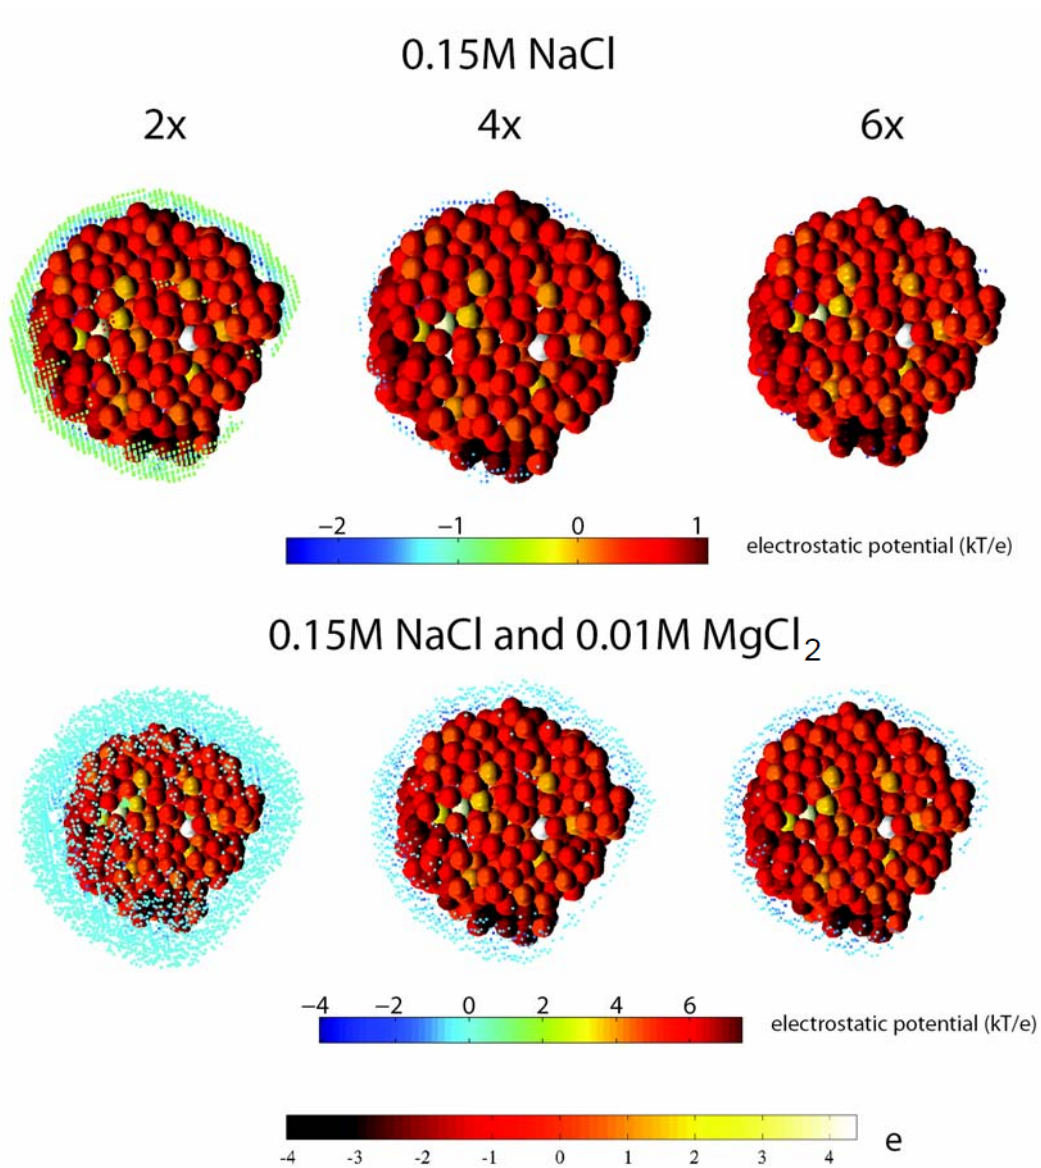 0.15M NaCl
2x 4x 6x
−2 −1 0 1
electrostatic potential (kT/e)
0.15M NaCl and 0.01M MgCl2
−4 −2 0 2 4 6
electrostatic potential (kT/e)
-4 -3 -2 -1 0 1 2 3 4
e